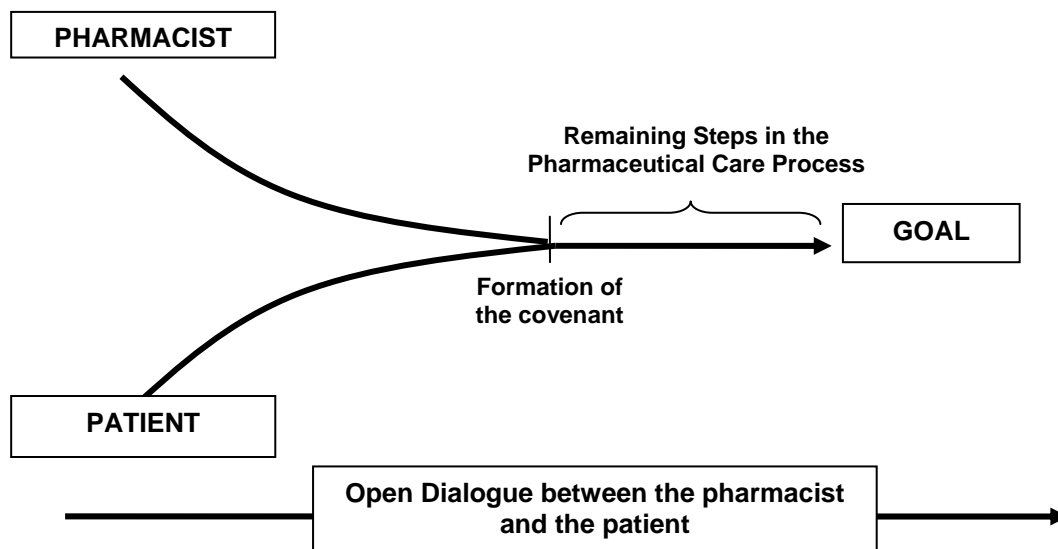 PHARMACIST
Remaining Steps in the
Pharmaceutical Care Process
GOAL
Formation of
the covenant
PATIENT
Open Dialogue between the pharmacist
and the patient